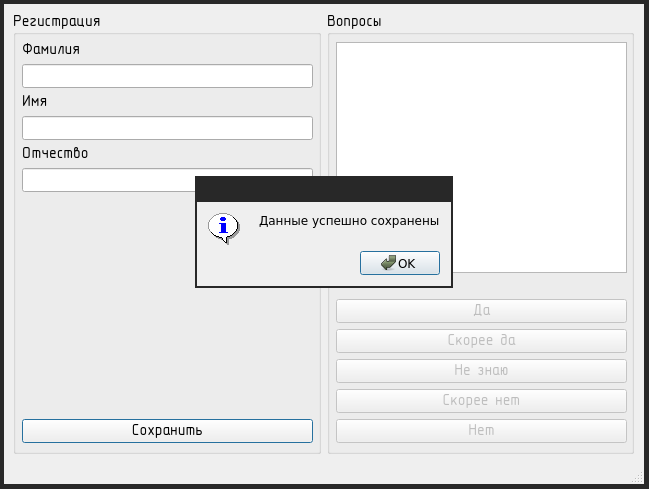 Регистрация
Фамилия
Имя
Отчество
Сохранить
Вопросы
Да
Скорее да
Не знаю
Скорее нет
Нет
Данные успешно сохранены
OK